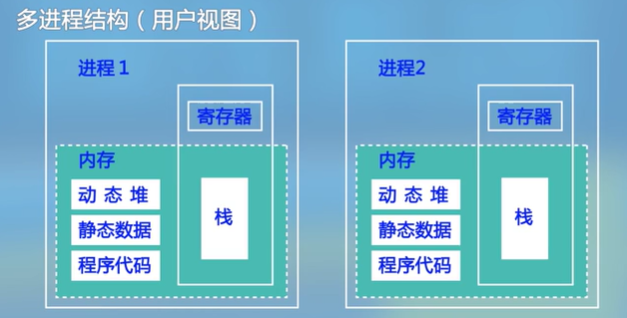 多进程结构（用户视图）
进程1
寄存器
内存
动态堆
栈
静态数据
程序代码
进程2
寄存器
内存
动态堆
栈
静态数据
程序代码